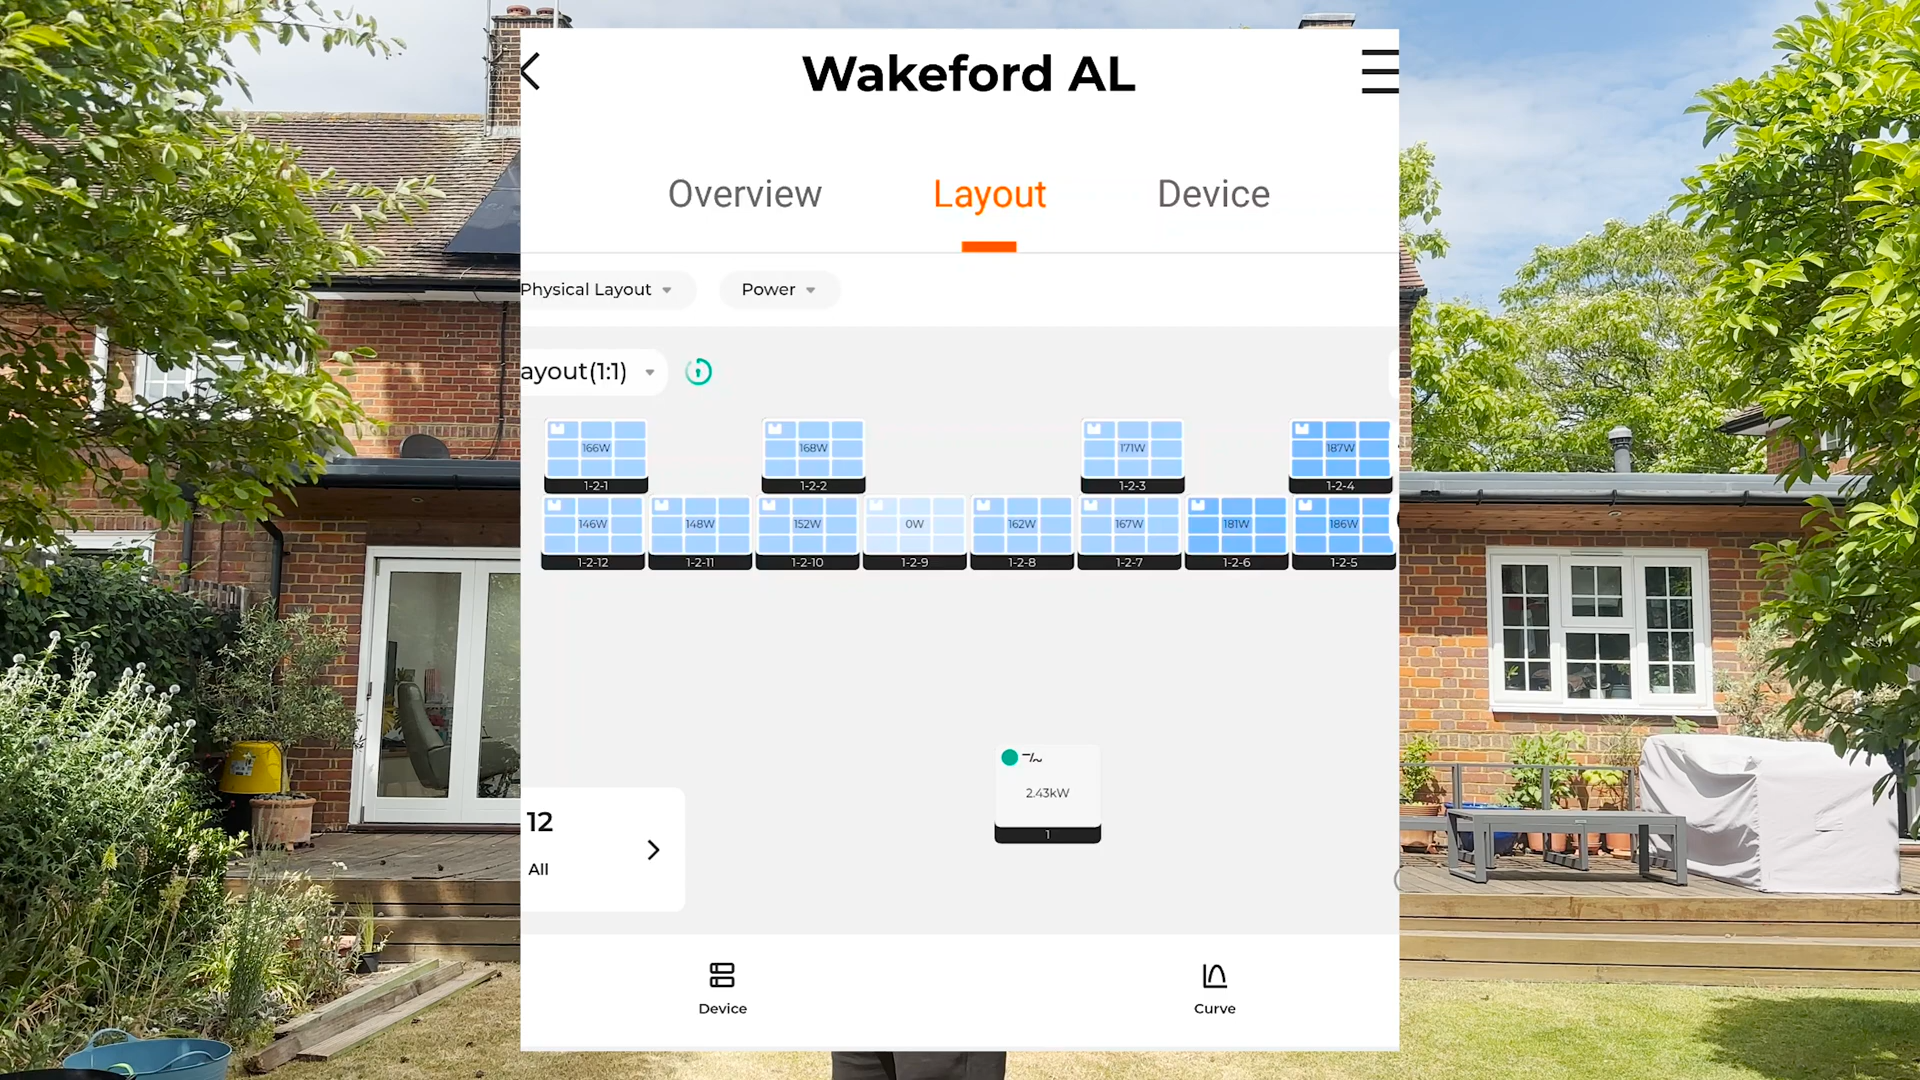 Wakeford AL
Overview Layout Device
Physical Layout Power
ayout(1:1)
166W 168W 171W 187W
1-2-1 1-2-2 1-2-3 1-2-4
146W 148W 152W 0W 162W 167W 181W 186W
1-2-12 1-2-11 1-2-10 1-2-9 1-2-8 1-2-7 1-2-6 1-2-5
2.43kW
1
12
All
Device Curve